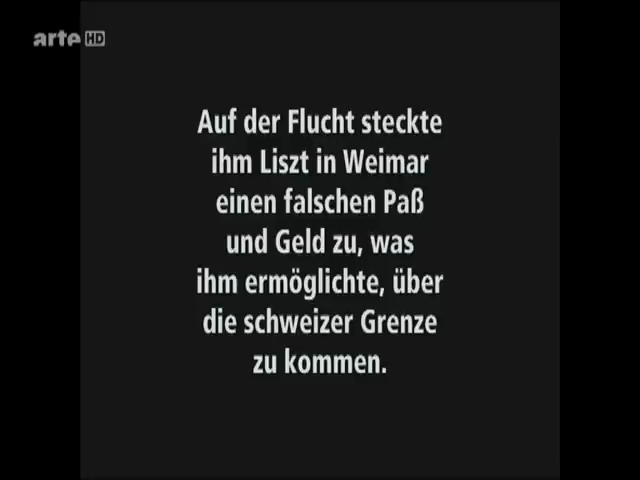 arte HD
Auf der Flucht steckte
ihm Liszt in Weimar
einen falschen Paß
und Geld zu, was
ihm ermöglichte, über
die schweizer Grenze
zu kommen.